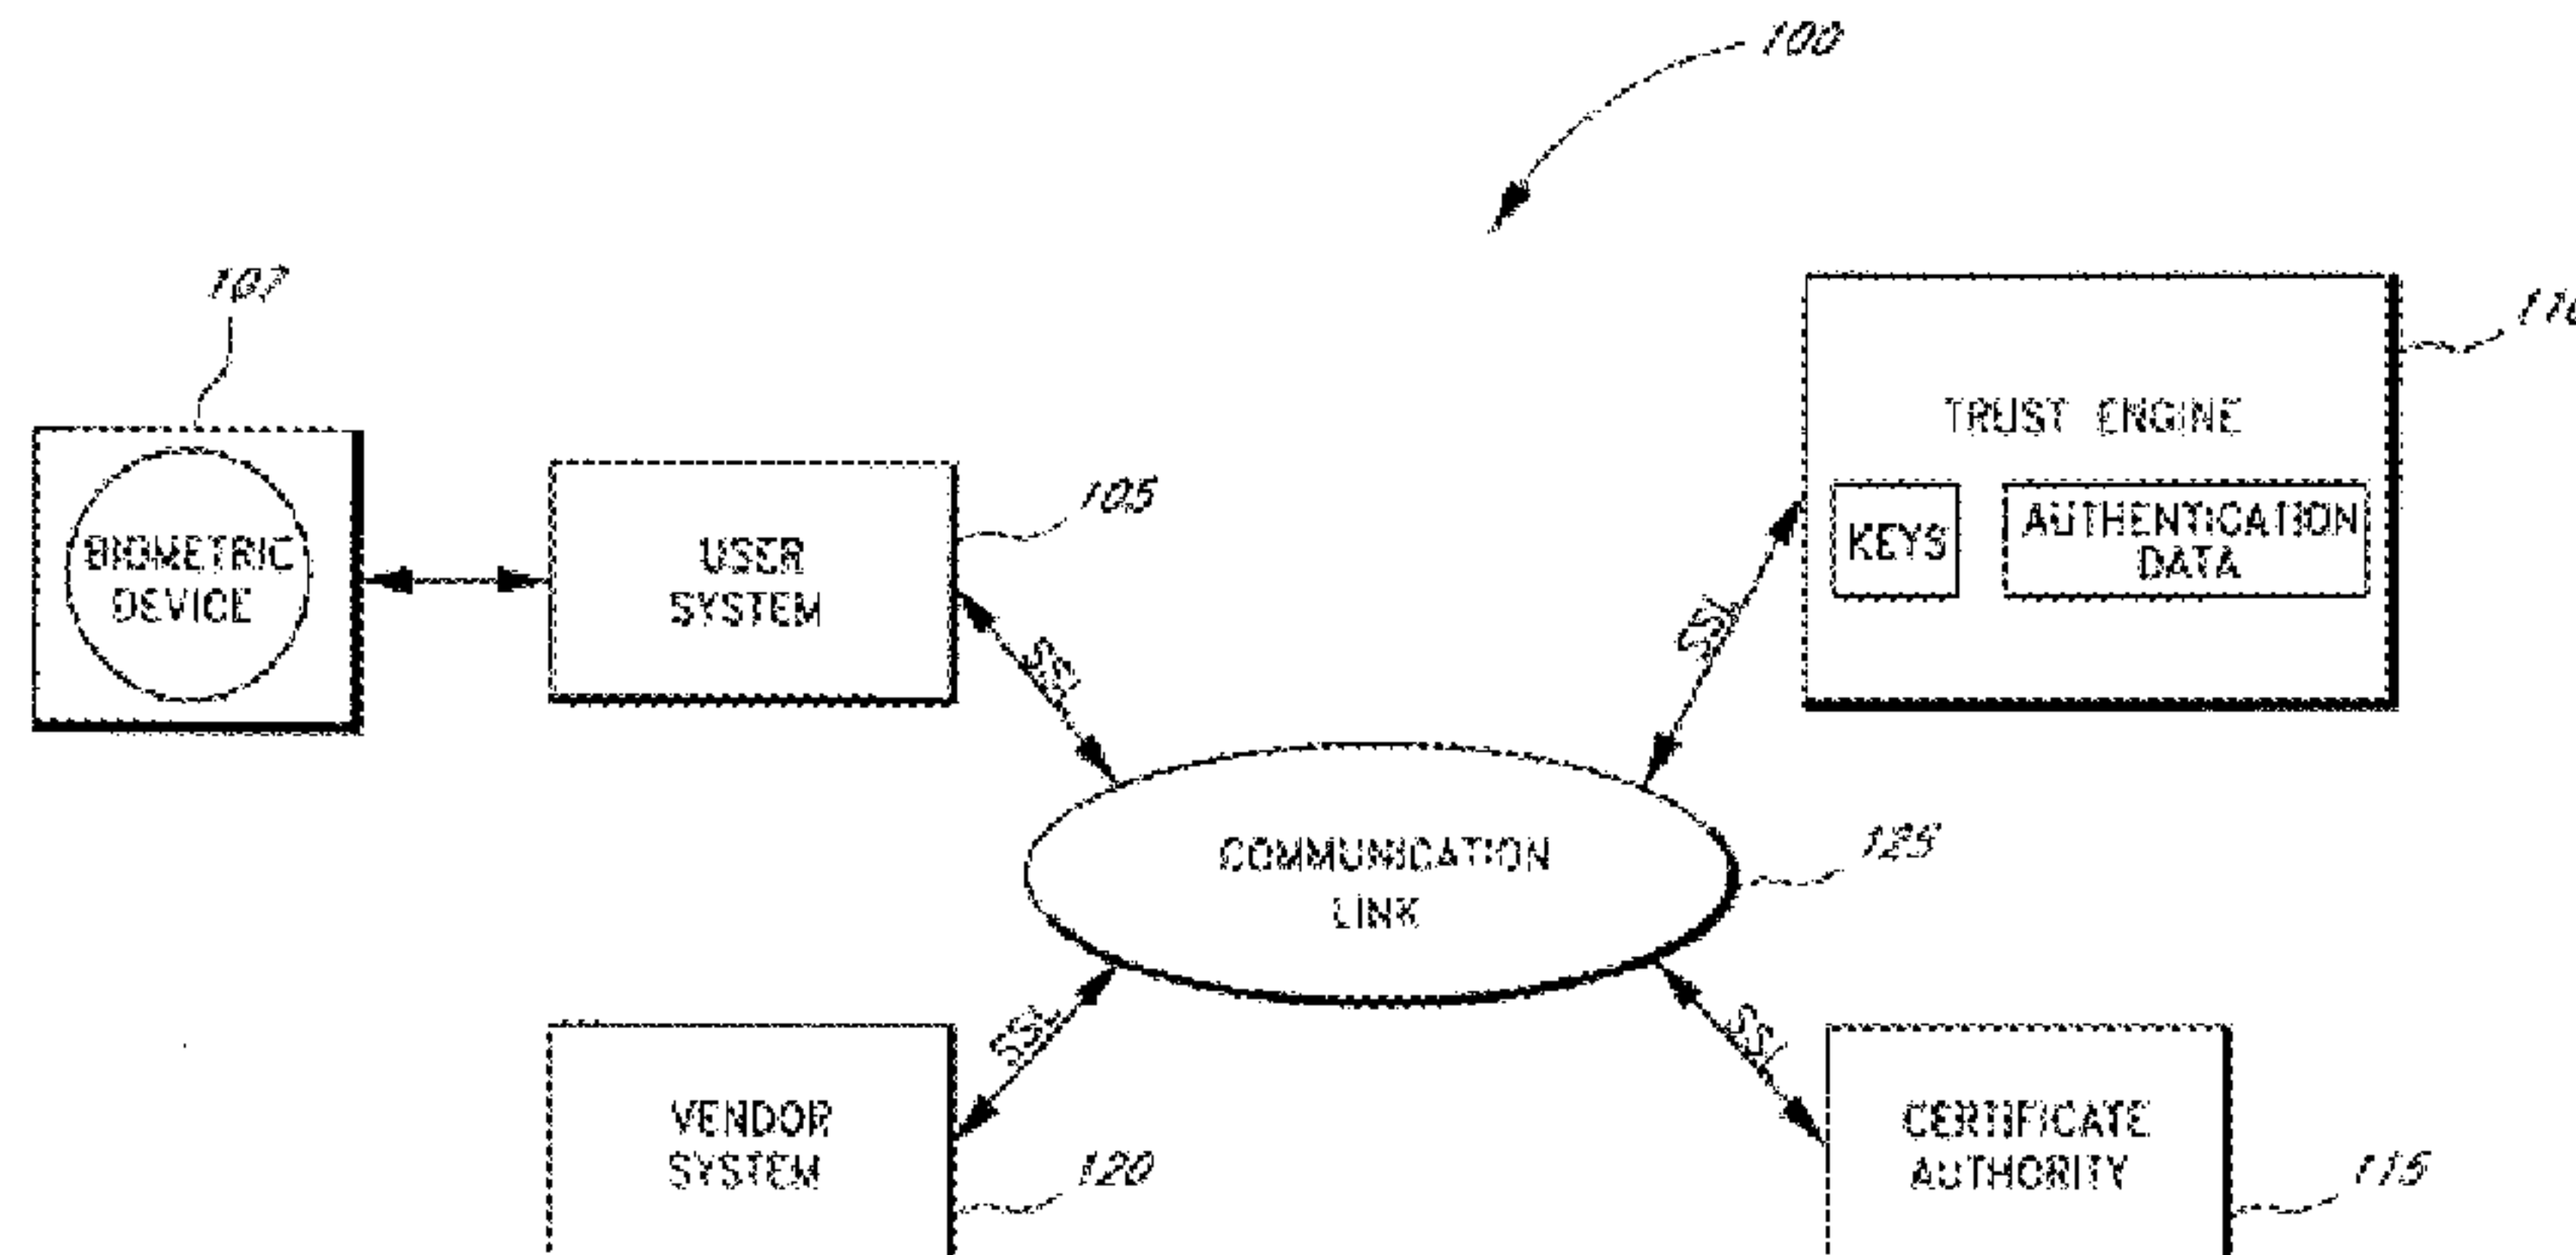 100
107
110
TRUST ENGINE
105
KEYS
AUTHENTICATION
DATA
BIOMETRIC
DEVICE
USER
SYSTEM
SSL
SSL
COMMUNICATION
LINK
125
SSL
SSL
VENDOR
SYSTEM
120
CERTIFICATE
AUTHORITY
115